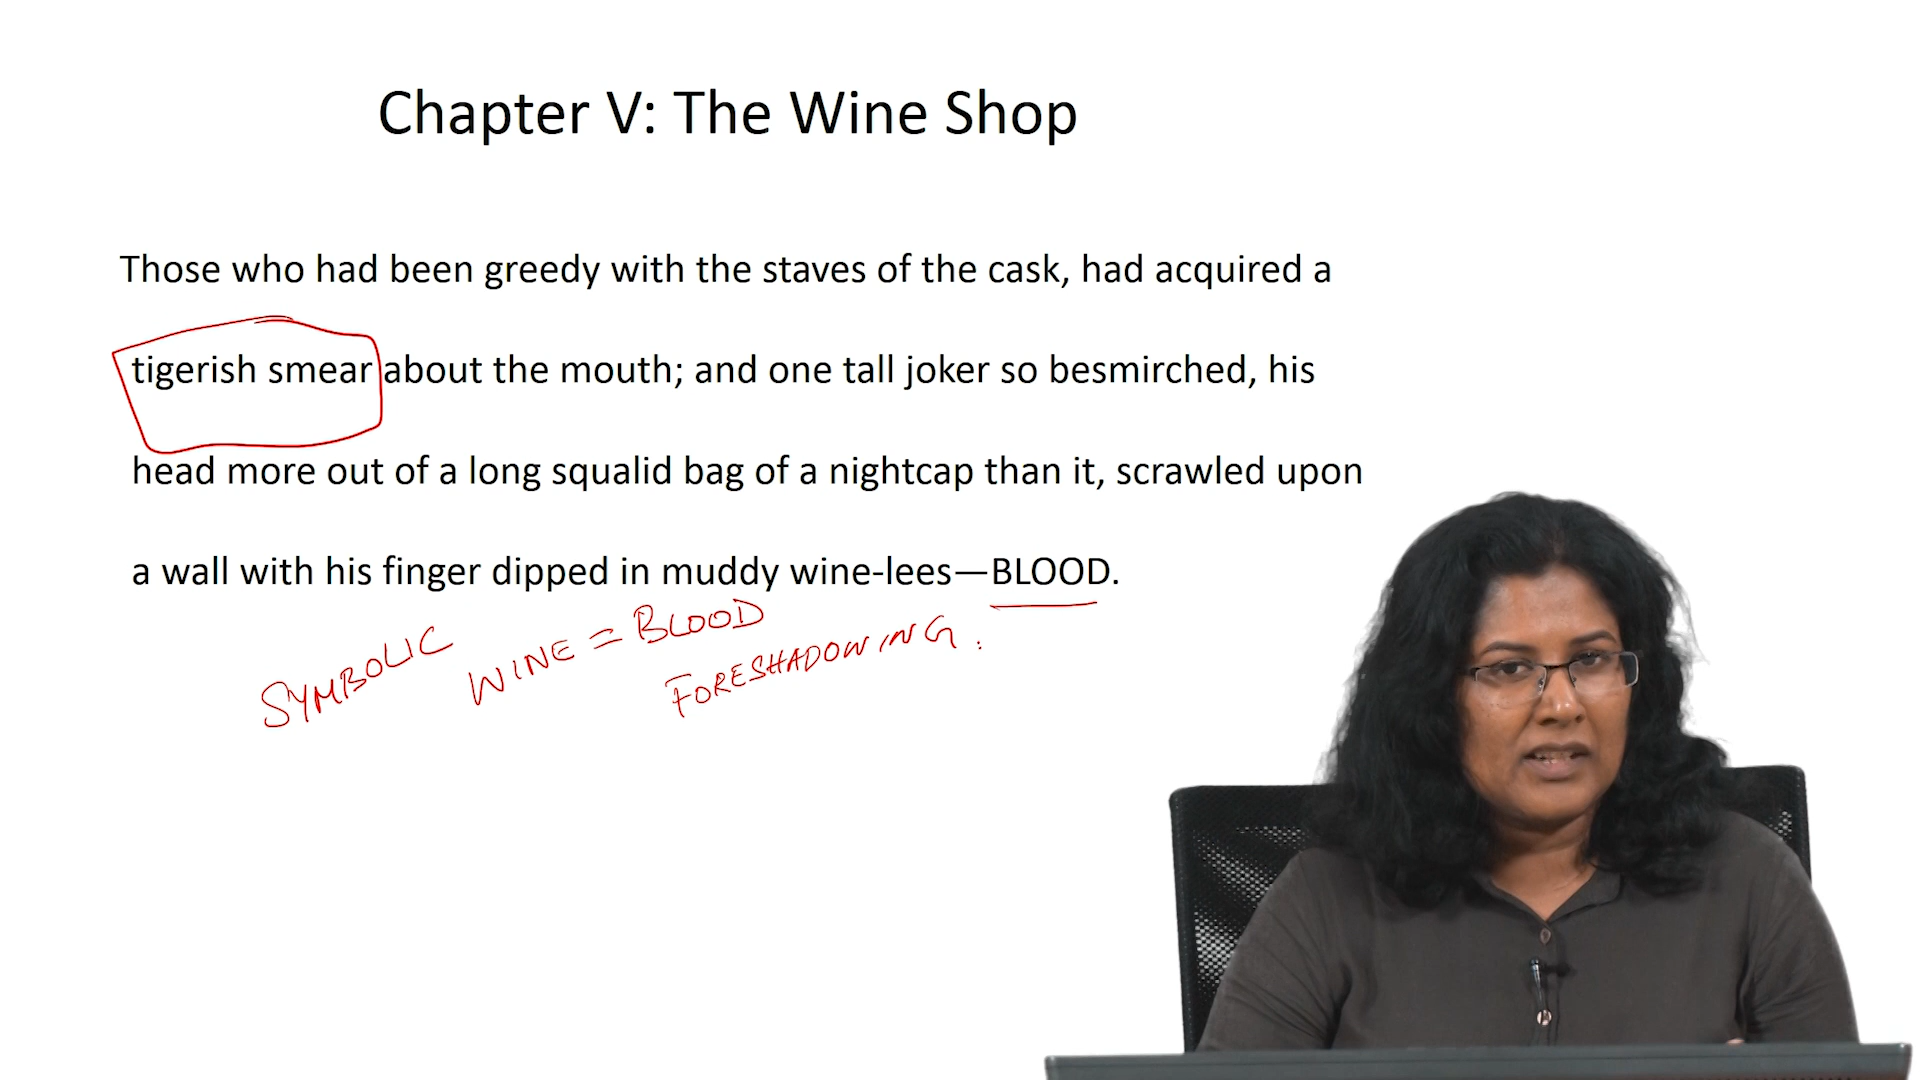 Chapter V: The Wine Shop
Those who had been greedy with the staves of the cask, had acquired a
tigerish smear about the mouth; and one tall joker so besmirched, his
head more out of a long squalid bag of a nightcap than it, scrawled upon
a wall with his finger dipped in muddy wine-lees—BLOOD.
SYMBOLIC WINE = BLOOD
FORESHADOWING.